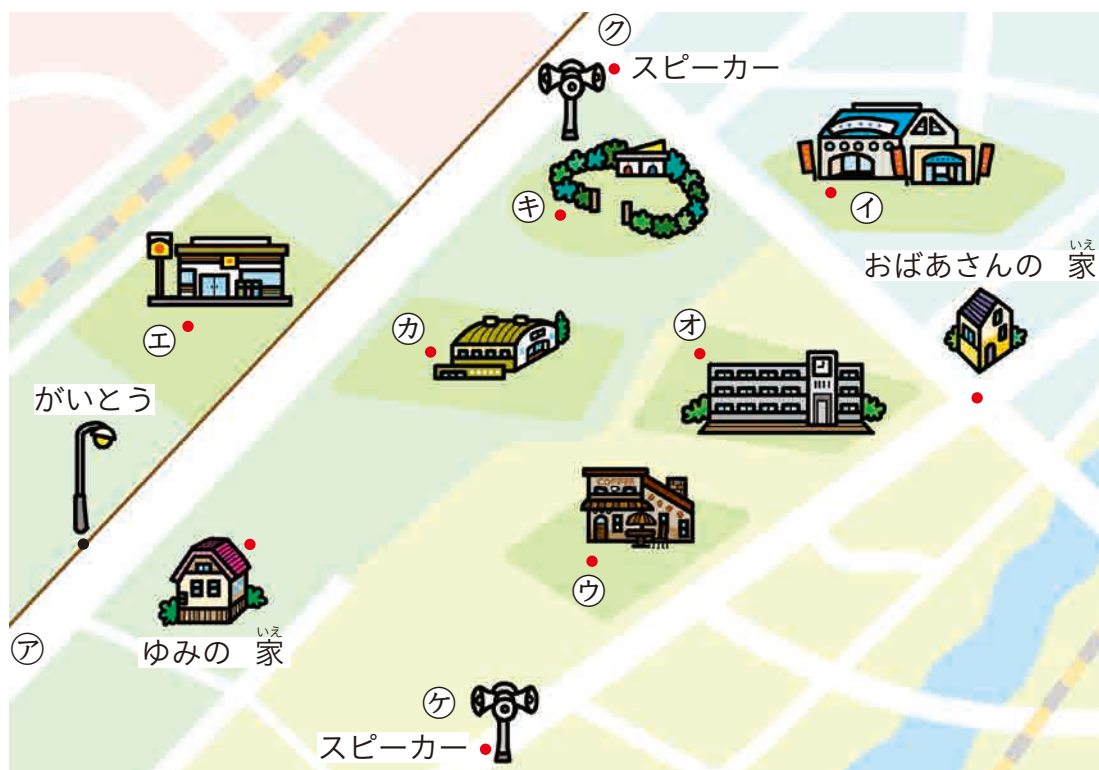 ㋗
スピーカー
㋖
㋑
いえ
おばあさんの 家
㋓
㋕
㋔
がいとう
COFFEE
㋒
㋐
いえ
ゆみの 家
㋘
スピーカー